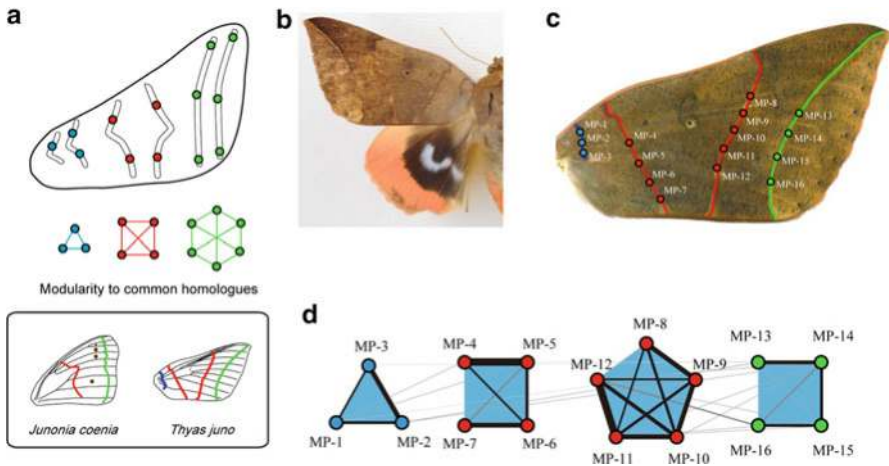 a
Modularity to common homologues
Junonia coenia
Thyas juno
b
c
MP-1
MP-2
MP-3
MP-4
MP-5
MP-6
MP-7
MP-8
MP-9
MP-10
MP-11
MP-12
MP-13
MP-14
MP-15
MP-16
d
MP-3
MP-1
MP-2
MP-4
MP-5
MP-7
MP-6
MP-8
MP-12
MP-9
MP-11
MP-10
MP-13
MP-14
MP-16
MP-15